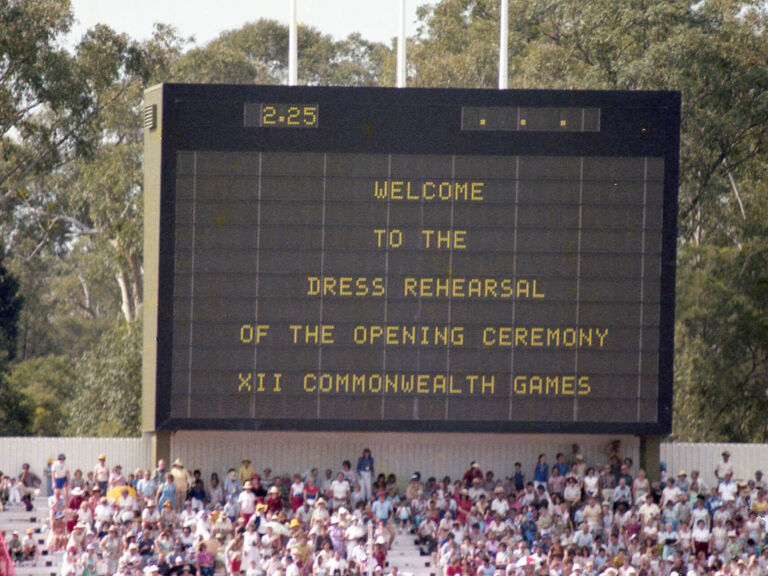 2.25 . . .
WELCOME
TO THE
DRESS REHEARSAL
OF THE OPENING CEREMONY
XII COMMONWEALTH GAMES